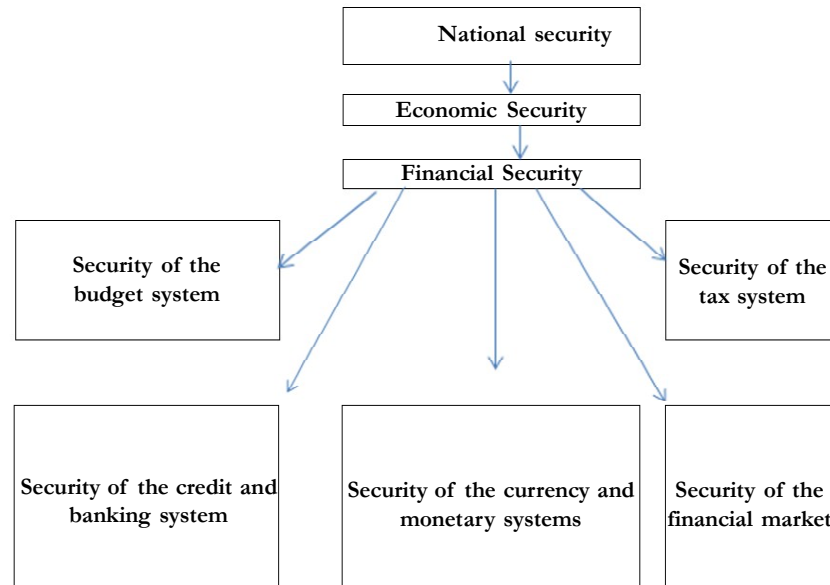 National security
Economic Security
Financial Security
Security of the
budget system
Security of the
tax system
Security of the credit and
banking system
Security of the currency and
monetary systems
Security of the
financial market